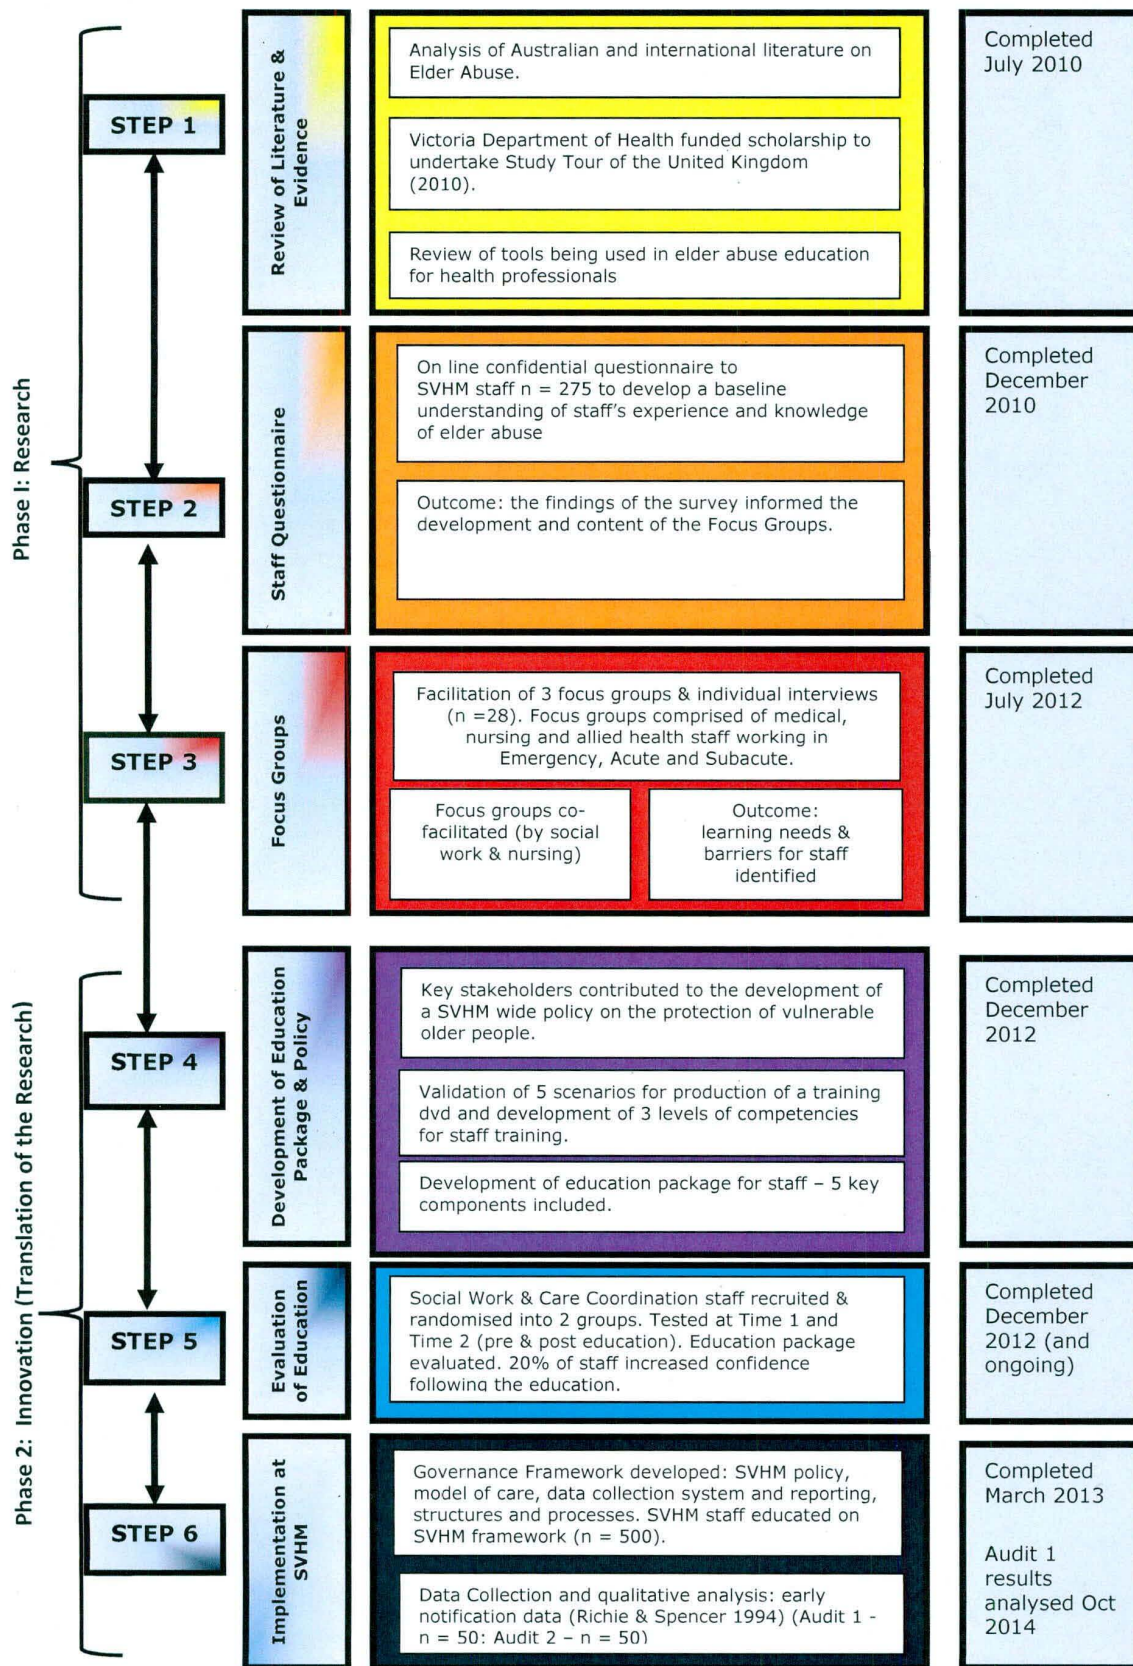 Phase I: Research
STEP 1
Review of Literature &
Evidence
Analysis of Australian and international literature on
Elder Abuse.
Victoria Department of Health funded scholarship to
undertake Study Tour of the United Kingdom
(2010).
Review of tools being used in elder abuse education
for health professionals
Completed
July 2010
STEP 2
Staff Questionnaire
On line confidential questionnaire to
SVHM staff n = 275 to develop a baseline
understanding of staff's experience and knowledge
of elder abuse
Outcome: the findings of the survey informed the
development and content of the Focus Groups.
Completed
December
2010
STEP 3
Focus Groups
Facilitation of 3 focus groups & individual interviews
(n =28). Focus groups comprised of medical,
nursing and allied health staff working in
Emergency, Acute and Subacute.
Focus groups co-
facilitated (by social
work & nursing)
Outcome:
learning needs &
barriers for staff
identified
Completed
July 2012
Phase 2: Innovation (Translation of the Research)
STEP 4
Development of Education
Package & Policy
Key stakeholders contributed to the development of
a SVHM wide policy on the protection of vulnerable
older people.
Validation of 5 scenarios for production of a training
dvd and development of 3 levels of competencies
for staff training.
Development of education package for staff – 5 key
components included.
Completed
December
2012
STEP 5
Evaluation
of Education
Social Work & Care Coordination staff recruited &
randomised into 2 groups. Tested at Time 1 and
Time 2 (pre & post education). Education package
evaluated. 20% of staff increased confidence
following the education.
Completed
December
2012 (and
ongoing)
STEP 6
Implementation at
SVHM
Governance Framework developed: SVHM policy,
model of care, data collection system and reporting,
structures and processes. SVHM staff educated on
SVHM framework (n = 500).
Data Collection and qualitative analysis: early
notification data (Richie & Spencer 1994) (Audit 1 -
n = 50: Audit 2 – n = 50)
Completed
March 2013
Audit 1
results
analysed Oct
2014